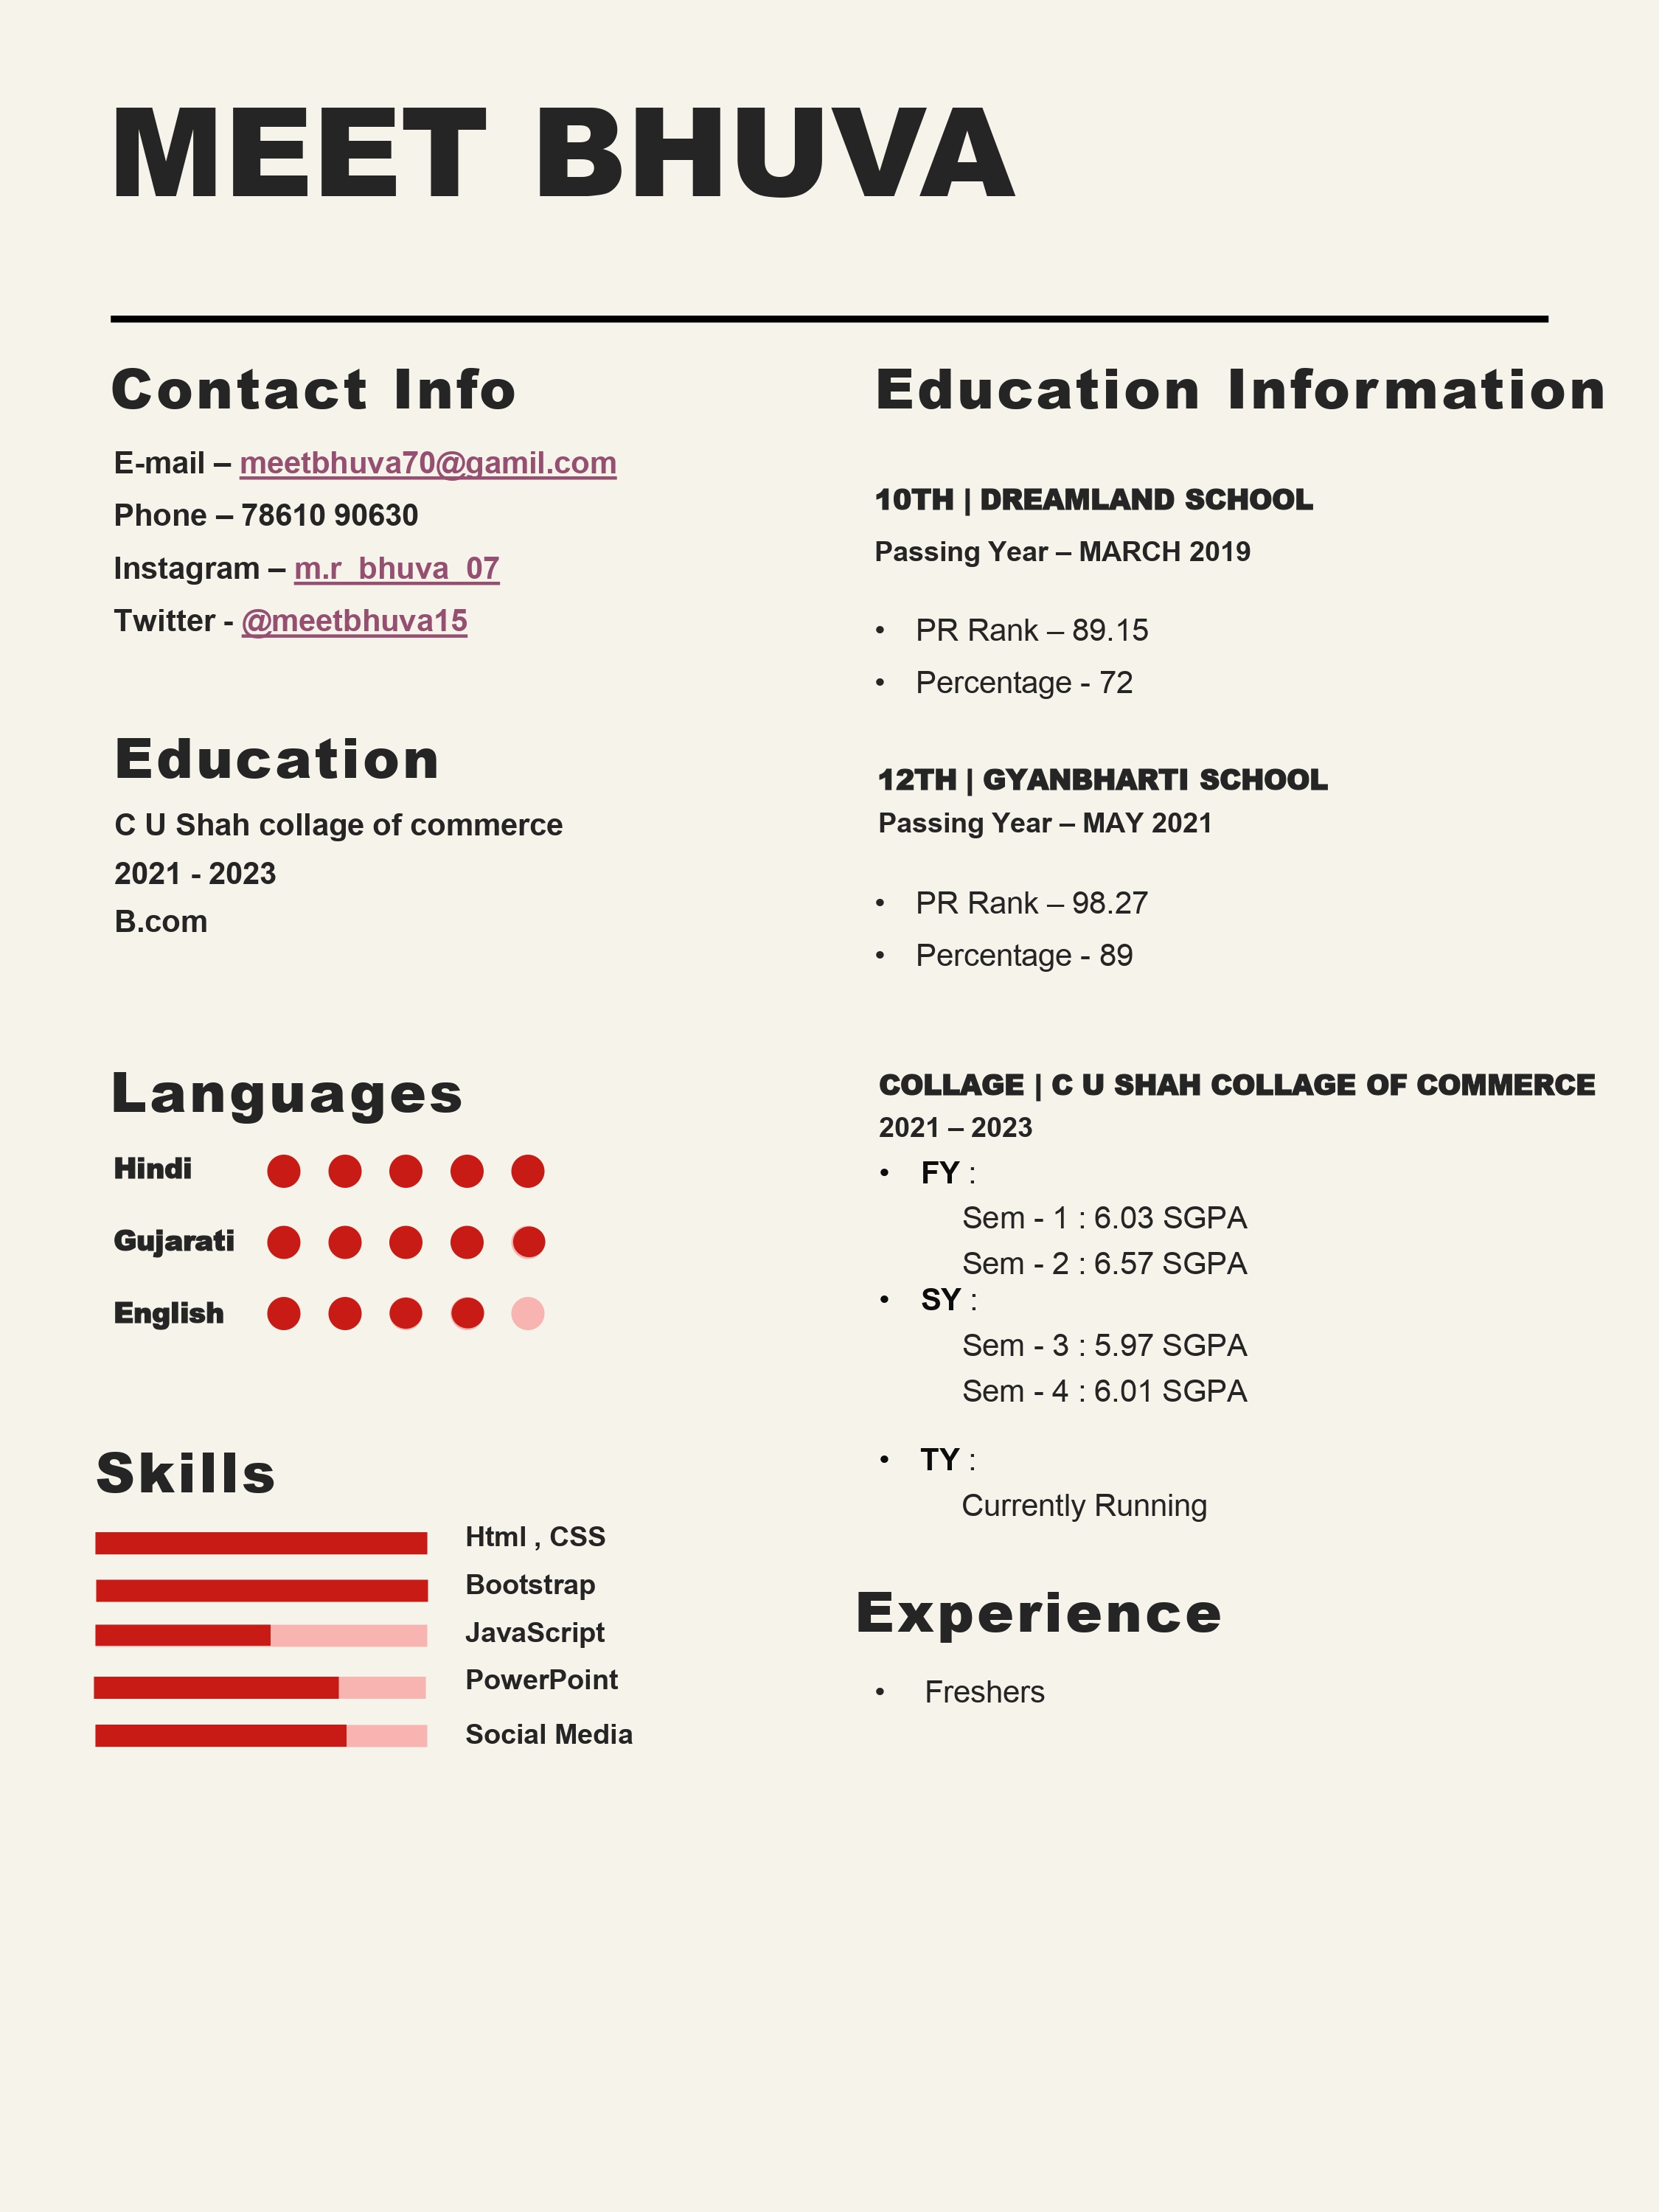 MEET BHUVA
Contact Info
E-mail – meetbhuva70@gamil.com
Phone – 78610 90630
Instagram – m.r_bhuva_07
Twitter - @meetbhuva15
Education
C U Shah collage of commerce
2021 - 2023
B.com
Languages
Hindi
Gujarati
English
Skills
Html , CSS
Bootstrap
JavaScript
PowerPoint
Social Media
Education Information
10TH | DREAMLAND SCHOOL
Passing Year – MARCH 2019
• PR Rank – 89.15
• Percentage - 72
12TH | GYANBHARTI SCHOOL
Passing Year – MAY 2021
• PR Rank – 98.27
• Percentage - 89
COLLAGE | C U SHAH COLLAGE OF COMMERCE
2021 – 2023
• FY :
Sem - 1 : 6.03 SGPA
Sem - 2 : 6.57 SGPA
• SY :
Sem - 3 : 5.97 SGPA
Sem - 4 : 6.01 SGPA
• TY :
Currently Running
Experience
• Freshers